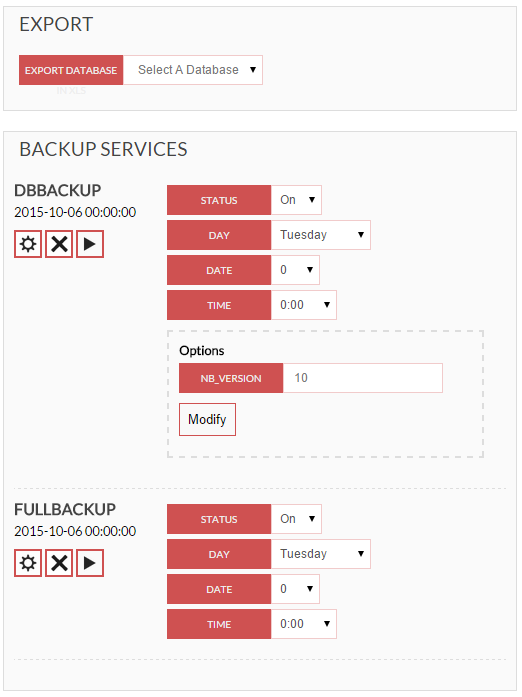 EXPORT
EXPORT DATABASE Select A Database
IN XLS
BACKUP SERVICES
DBBACKUP
2015-10-06 00:00:00
STATUS On
DAY Tuesday
DATE 0
TIME 0:00
Options
NB_VERSION 10
Modify
FULLBACKUP
2015-10-06 00:00:00
STATUS On
DAY Tuesday
DATE 0
TIME 0:00